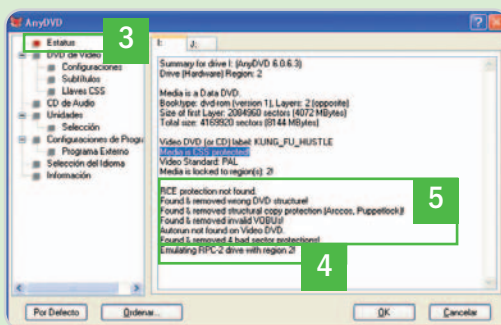 AnyDVD
3
Estatus
DVD de Video
Configuraciones
Subtítulos
Llaves CSS
CD de Audio
Unidades
Selección
Configuraciones de Progra
Programa Externo
Selección del Idioma
Información
I:
J:
Summary for drive I: (AnyDVD 6.0.6.3)
Drive (Hardware) Region: 2
Media is a Data DVD.
Booktype: dvd-rom (version 1), Layers: 2 (opposite)
Size of first Layer: 2084960 sectors (4072 MBytes)
Total size: 4169920 sectors (8144 MBytes)
Video DVD (or CD) label: KUNG_FU_HUSTLE
Media is CSS protected!
Video Standard: PAL
Media is locked to region(s): 2!
RCE protection not found.
Found & removed wrong DVD structure!
Found & removed structural copy protection (Arccos, Puppetlock)!
Found & removed invalid VOBUs!
Autorun not found on Video DVD.
Found & removed 4 bad sector protections!
Emulating RPC-2 drive with region 2!
5
4
Por Defecto
Ordenar...
OK
Cancelar